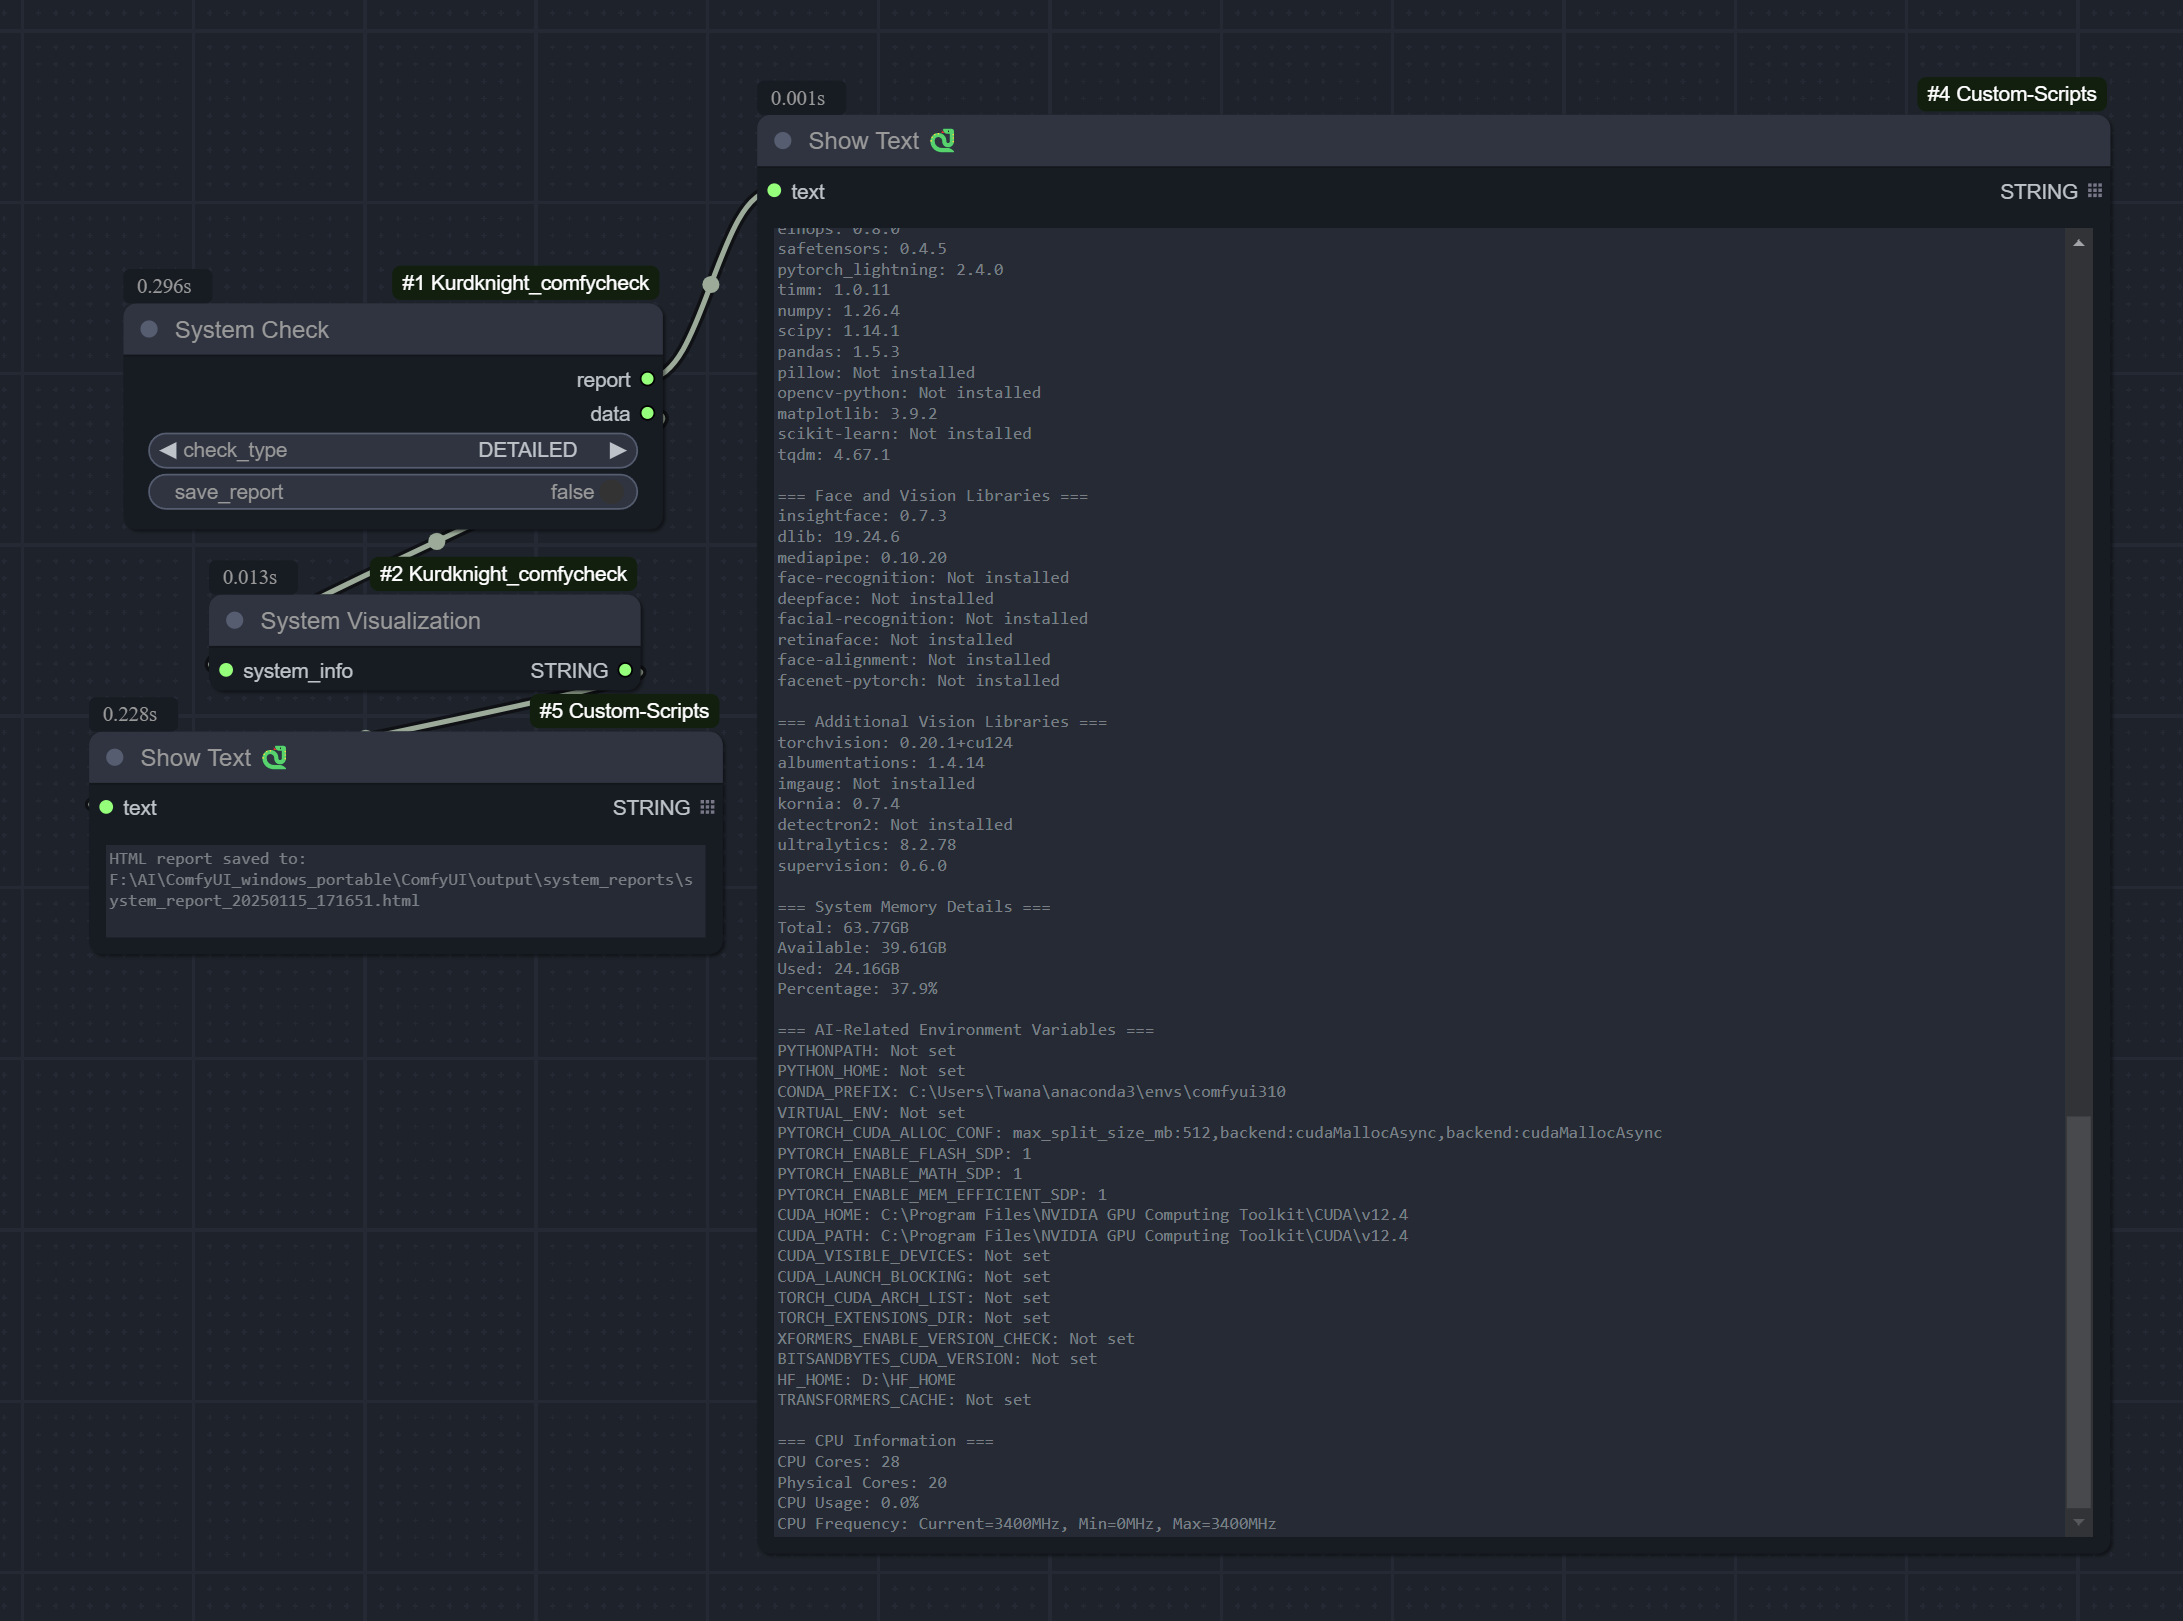 0.296s
#1 Kurdknight_comfycheck
System Check
report
data
check_type DETAILED
save_report false
0.013s
#2 Kurdknight_comfycheck
System Visualization
system_info STRING
0.228s
#5 Custom-Scripts
Show Text
text STRING
HTML report saved to:
F:\AI\ComfyUI_windows_portable\ComfyUI\output\system_reports\s
ystem_report_20250115_171651.html
0.001s
#4 Custom-Scripts
Show Text
text STRING
einops: 0.8.0
safetensors: 0.4.5
pytorch_lightning: 2.4.0
timm: 1.0.11
numpy: 1.26.4
scipy: 1.14.1
pandas: 1.5.3
pillow: Not installed
opencv-python: Not installed
matplotlib: 3.9.2
scikit-learn: Not installed
tqdm: 4.67.1
=== Face and Vision Libraries ===
insightface: 0.7.3
dlib: 19.24.6
mediapipe: 0.10.20
face-recognition: Not installed
deepface: Not installed
facial-recognition: Not installed
retinaface: Not installed
face-alignment: Not installed
facenet-pytorch: Not installed
=== Additional Vision Libraries ===
torchvision: 0.20.1+cu124
albumentations: 1.4.14
imgaug: Not installed
kornia: 0.7.4
detectron2: Not installed
ultralytics: 8.2.78
supervision: 0.6.0
=== System Memory Details ===
Total: 63.77GB
Available: 39.61GB
Used: 24.16GB
Percentage: 37.9%
=== AI-Related Environment Variables ===
PYTHONPATH: Not set
PYTHON_HOME: Not set
CONDA_PREFIX: C:\Users\Twana\anaconda3\envs\comfyui310
VIRTUAL_ENV: Not set
PYTORCH_CUDA_ALLOC_CONF: max_split_size_mb:512,backend:cudaMallocAsync,backend:cudaMallocAsync
PYTORCH_ENABLE_FLASH_SDP: 1
PYTORCH_ENABLE_MATH_SDP: 1
PYTORCH_ENABLE_MEM_EFFICIENT_SDP: 1
CUDA_HOME: C:\Program Files\NVIDIA GPU Computing Toolkit\CUDA\v12.4
CUDA_PATH: C:\Program Files\NVIDIA GPU Computing Toolkit\CUDA\v12.4
CUDA_VISIBLE_DEVICES: Not set
CUDA_LAUNCH_BLOCKING: Not set
TORCH_CUDA_ARCH_LIST: Not set
TORCH_EXTENSIONS_DIR: Not set
XFORMERS_ENABLE_VERSION_CHECK: Not set
BITSANDBYTES_CUDA_VERSION: Not set
HF_HOME: D:\HF_HOME
TRANSFORMERS_CACHE: Not set
=== CPU Information ===
CPU Cores: 28
Physical Cores: 20
CPU Usage: 0.0%
CPU Frequency: Current=3400MHz, Min=0MHz, Max=3400MHz